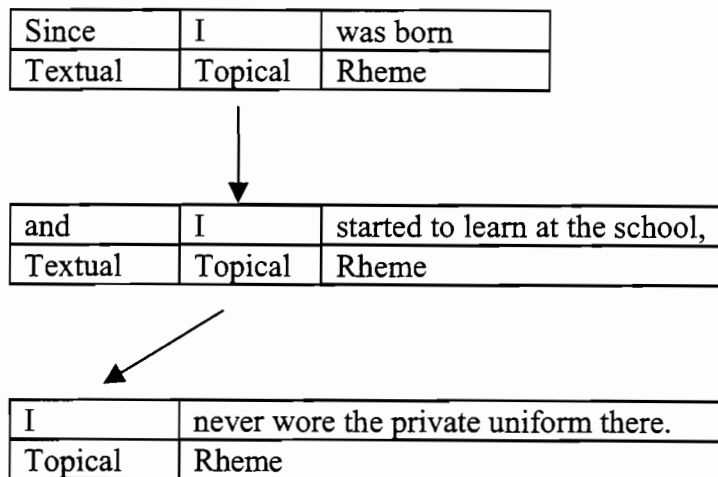 Since I was born
Textual Topical Rheme
and I started to learn at the school,
Textual Topical Rheme
I never wore the private uniform there.
Topical Rheme